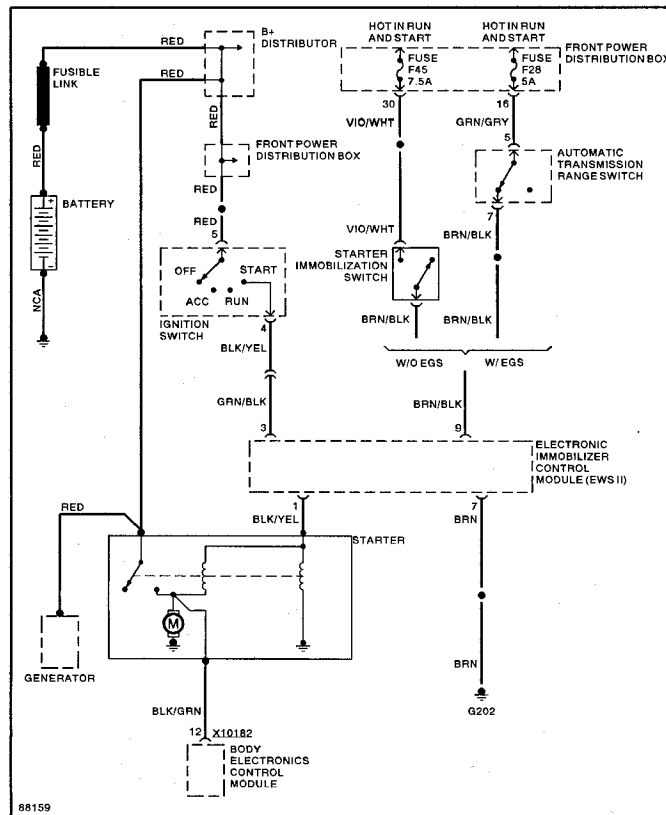 B+
DISTRIBUTOR
HOT IN RUN
AND START
HOT IN RUN
AND START
RED
RED
FUSIBLE
LINK
FUSE
F45
7.5A
FUSE
F28
5A
FRONT POWER
DISTRIBUTION BOX
30
16
VIO/WHT
GRN/GRY
RED
RED
FRONT POWER
DISTRIBUTION BOX
5
AUTOMATIC
TRANSMISSION
RANGE SWITCH
RED
BATTERY
+
-
RED
5
7
VIO/WHT
BRN/BLK
STARTER
IMMOBILIZATION
SWITCH
OFF
START
ACC
RUN
IGNITION
SWITCH
4
NCA
BRN/BLK
BRN/BLK
BLK/YEL
W/O EGS
W/ EGS
GRN/BLK
BRN/BLK
3
9
ELECTRONIC
IMMOBILIZER
CONTROL
MODULE (EWS II)
RED
1
7
BLK/YEL
BRN
STARTER
M
GENERATOR
BRN
G202
BLK/GRN
12
X10182
BODY
ELECTRONICS
CONTROL
MODULE
88159